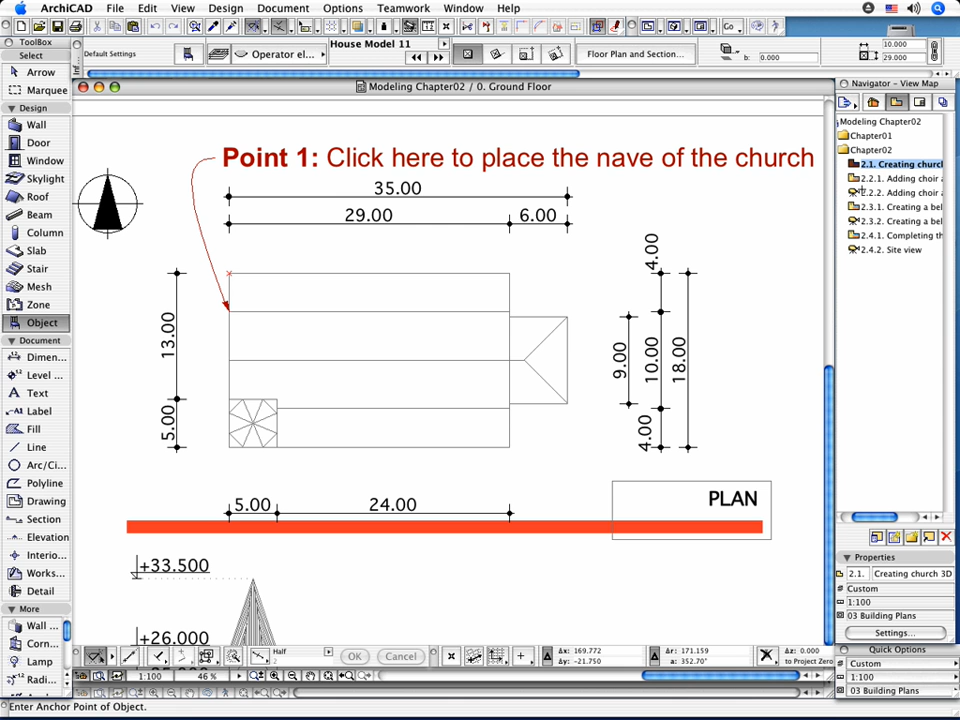 ArchiCAD File Edit View Design Document Options Teamwork Window Help
ToolBox
Select
Arrow
Marquee
Design
Wall
Door
Window
Skylight
Roof
Beam
Column
Slab
Stair
Mesh
Zone
Object
Document
Dimen...
Level ...
Text
Label
Fill
Line
Arc/Ci...
Polyline
Drawing
Section
Elevation
Interio...
Works...
Detail
More
Wall ...
Corn...
Lamp
Radi...
Default Settings
Operator el...
House Model 11
Floor Plan and Section...
b: 0.000
10.000
29.000
Go...
Modeling Chapter02 / 0. Ground Floor
Point 1: Click here to place the nave of the church
35.00
29.00
6.00
13.00
5.00
4.00
9.00
10.00
18.00
4.00
5.00
24.00
PLAN
+33.500
+26.000
Half
OK
Cancel
Δx: 169.772
Δy: -21.750
Δr: 171.159
a: 352.70°
Δz: 0.000
to Project Zero
1:100
46 %
Enter Anchor Point of Object.
Navigator - View Map
Modeling Chapter02
Chapter01
Chapter02
2.1. Creating church
2.2.1. Adding choir a
2.2.2. Adding choir a
2.3.1. Creating a bel
2.3.2. Creating a bel
2.4.1. Completing th
2.4.2. Site view
Properties
2.1.
Creating church 3D
Custom
1:100
03 Building Plans
Settings...
Quick Options
Custom
1:100
03 Building Plans